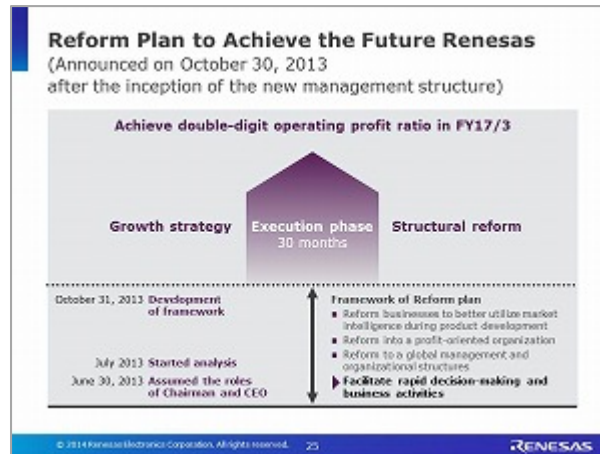 Reform Plan to Achieve the Future Renesas
(Announced on October 30, 2013
after the inception of the new management structure)
Achieve double-digit operating profit ratio in FY17/3
Growth strategy
Execution phase
30 months
Structural reform
October 31, 2013 Development
of framework
July 2013 Started analysis
June 30, 2013 Assumed the roles
of Chairman and CEO
Framework of Reform plan
Reform businesses to better utilize market
intelligence during product development
Reform into a profit-oriented organization
Reform to a global management and
organizational structures
Facilitate rapid decision-making and
business activities
© 2014 Renesas Electronics Corporation. All rights reserved. 25
RENESAS